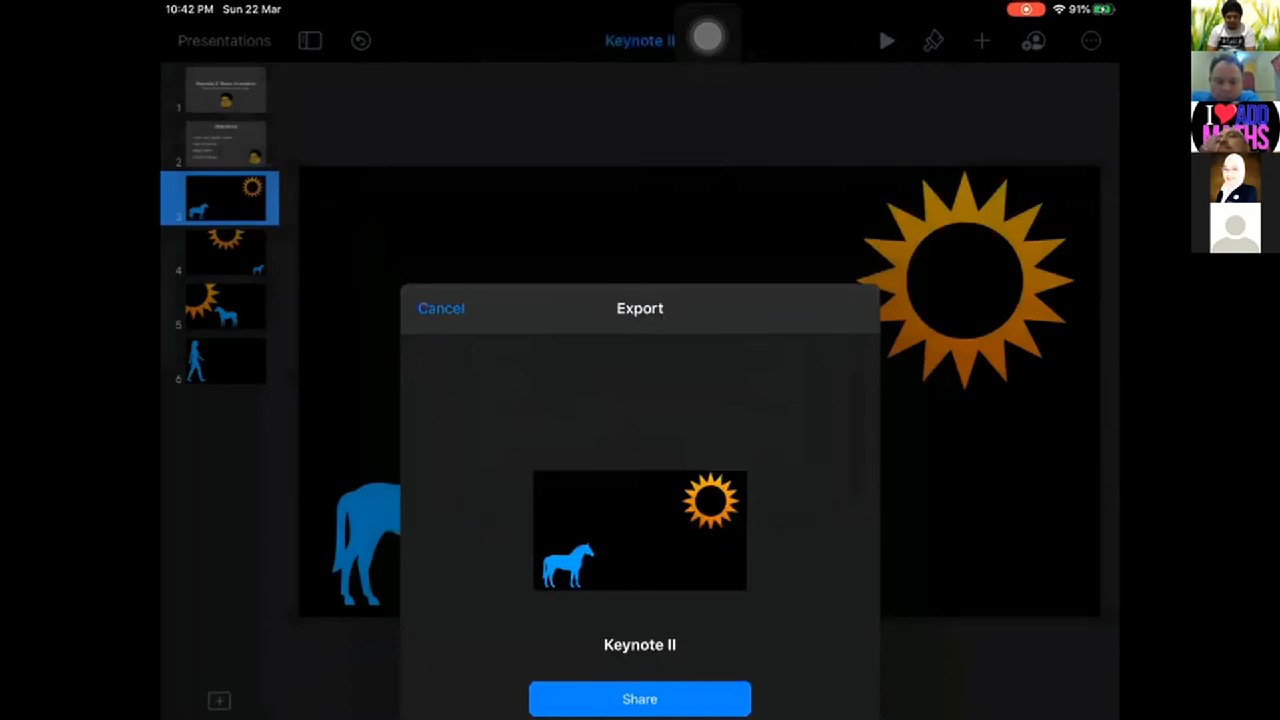 10:42 PM Sun 22 Mar
91%
Presentations
Keynote II
1
2
3
4
5
6
Cancel
Export
Keynote II
Share
I ♥ ADD
MATHS